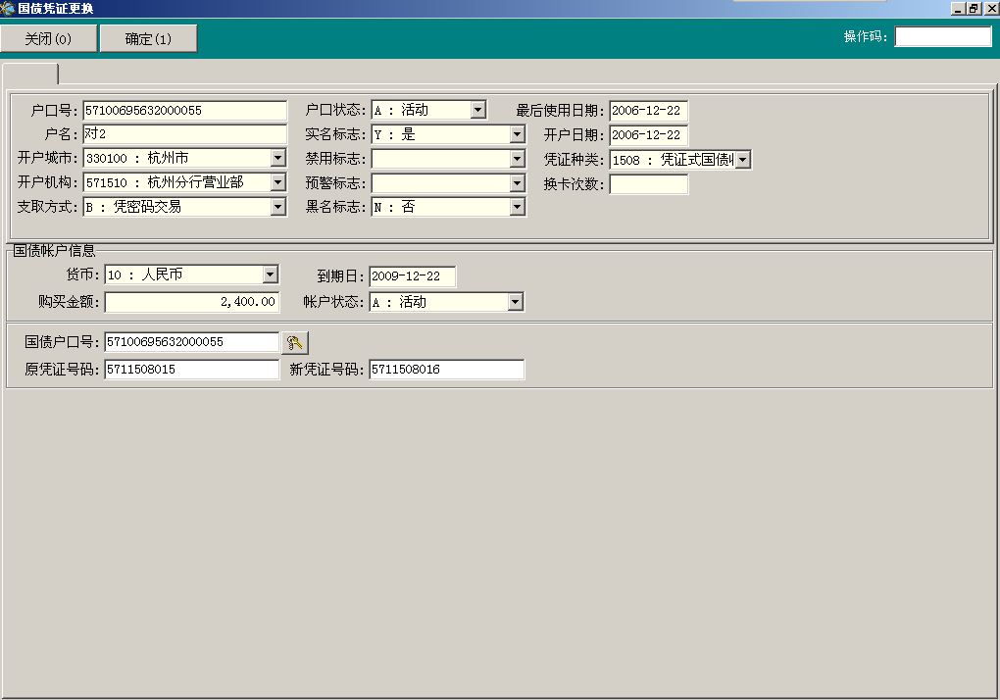 国债凭证更换
关闭(0) 确定(1) 操作码:
户口号: 57100695632000055 户口状态: A : 活动 最后使用日期: 2006-12-22
户名: 对2 实名标志: Y : 是 开户日期: 2006-12-22
开户城市: 330100 : 杭州市 禁用标志: 凭证种类: 1508 : 凭证式国债
开户机构: 571510 : 杭州分行营业部 预警标志: 换卡次数:
支取方式: B : 凭密码交易 黑名标志: N : 否
国债帐户信息
货币: 10 : 人民币 到期日: 2009-12-22
购买金额: 2,400.00 帐户状态: A : 活动
国债户口号: 57100695632000055
原凭证号码: 5711508015 新凭证号码: 5711508016